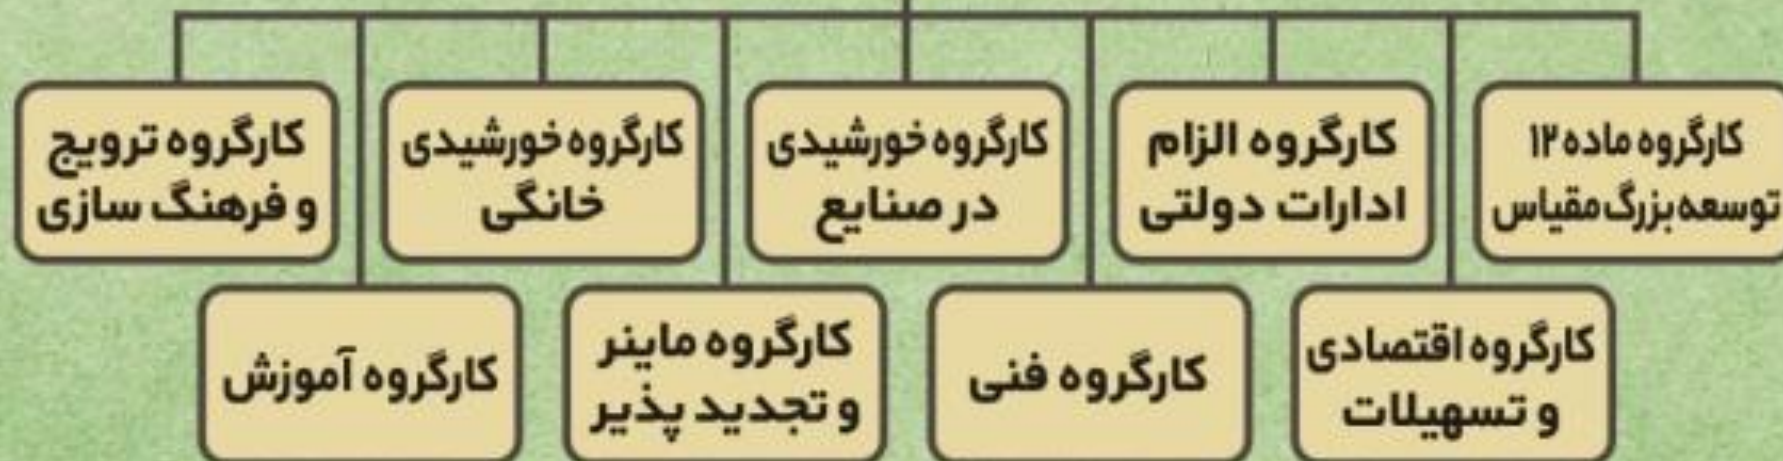 کارگروه ماده ۱۲
توسعه بزرگ مقیاس
کارگروه الزام
ادارات دولتی
کارگروه خورشیدی
در صنایع
کارگروه خورشیدی
خانگی
کارگروه ترویج
و فرهنگ سازی
کارگروه اقتصادی
و تسهیلات
کارگروه فنی
کارگروه ماینر
و تجدید پذیر
کارگروه آموزش